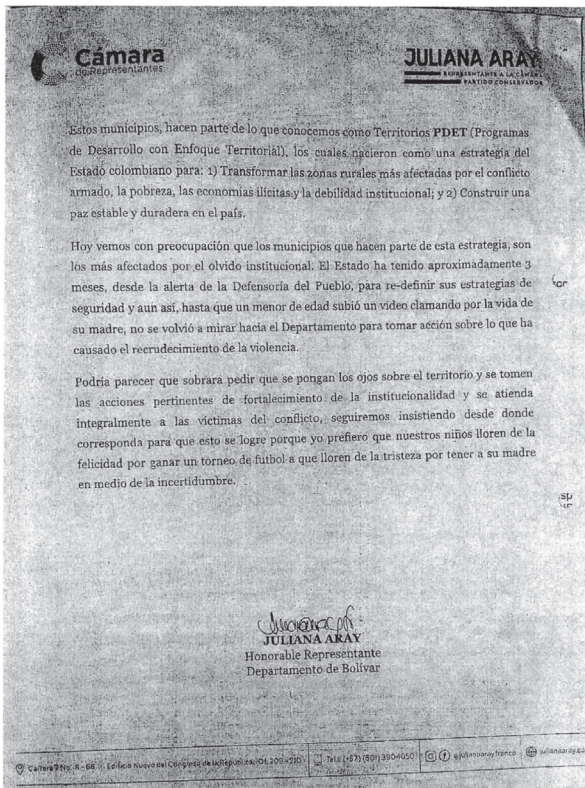 Cámara
de Representantes
JULIANA ARAY
REPRESENTANTE A LA CÁMARA
PARTIDO CONSERVADOR
Estos municipios, hacen parte de lo que conocemos como Territorios PDET (Programas
de Desarrollo con Enfoque Territorial), los cuales nacieron como una estrategia del
Estado colombiano para: 1) Transformar las zonas rurales más afectadas por el conflicto
armado, la pobreza, las economías ilícitas y la debilidad institucional; y 2) Construir una
paz estable y duradera en el país.
Hoy vemos con preocupación que los municipios que hacen parte de esta estrategia, son
los más afectados por el olvido institucional. El Estado ha tenido aproximadamente 3
meses, desde la alerta de la Defensoría del Pueblo, para re-definir sus estrategias de
seguridad y aun así, hasta que un menor de edad subió un video clamando por la vida de
su madre, no se volvió a mirar hacia el Departamento para tomar acción sobre lo que ha
causado el recrudecimiento de la violencia.
Podría parecer que sobrara pedir que se pongan los ojos sobre el territorio y se tomen
las acciones pertinentes de fortalecimiento de la institucionalidad y se atienda
integralmente a las víctimas del conflicto, seguiremos insistiendo desde donde
corresponda para que esto se logre porque yo prefiero que nuestros niños lloren de la
felicidad por ganar un torneo de futbol a que lloren de la tristeza por tener a su madre
en medio de la incertidumbre.
JULIANA ARAY
Honorable Representante
Departamento de Bolívar
Carrera 7 No. 8 - 68 - Edificio Nuevo del Congreso de la República, Of. 209 - 210 Tel.: (+57) (601) 3904050 @julianaarayfranco julianaaray.co